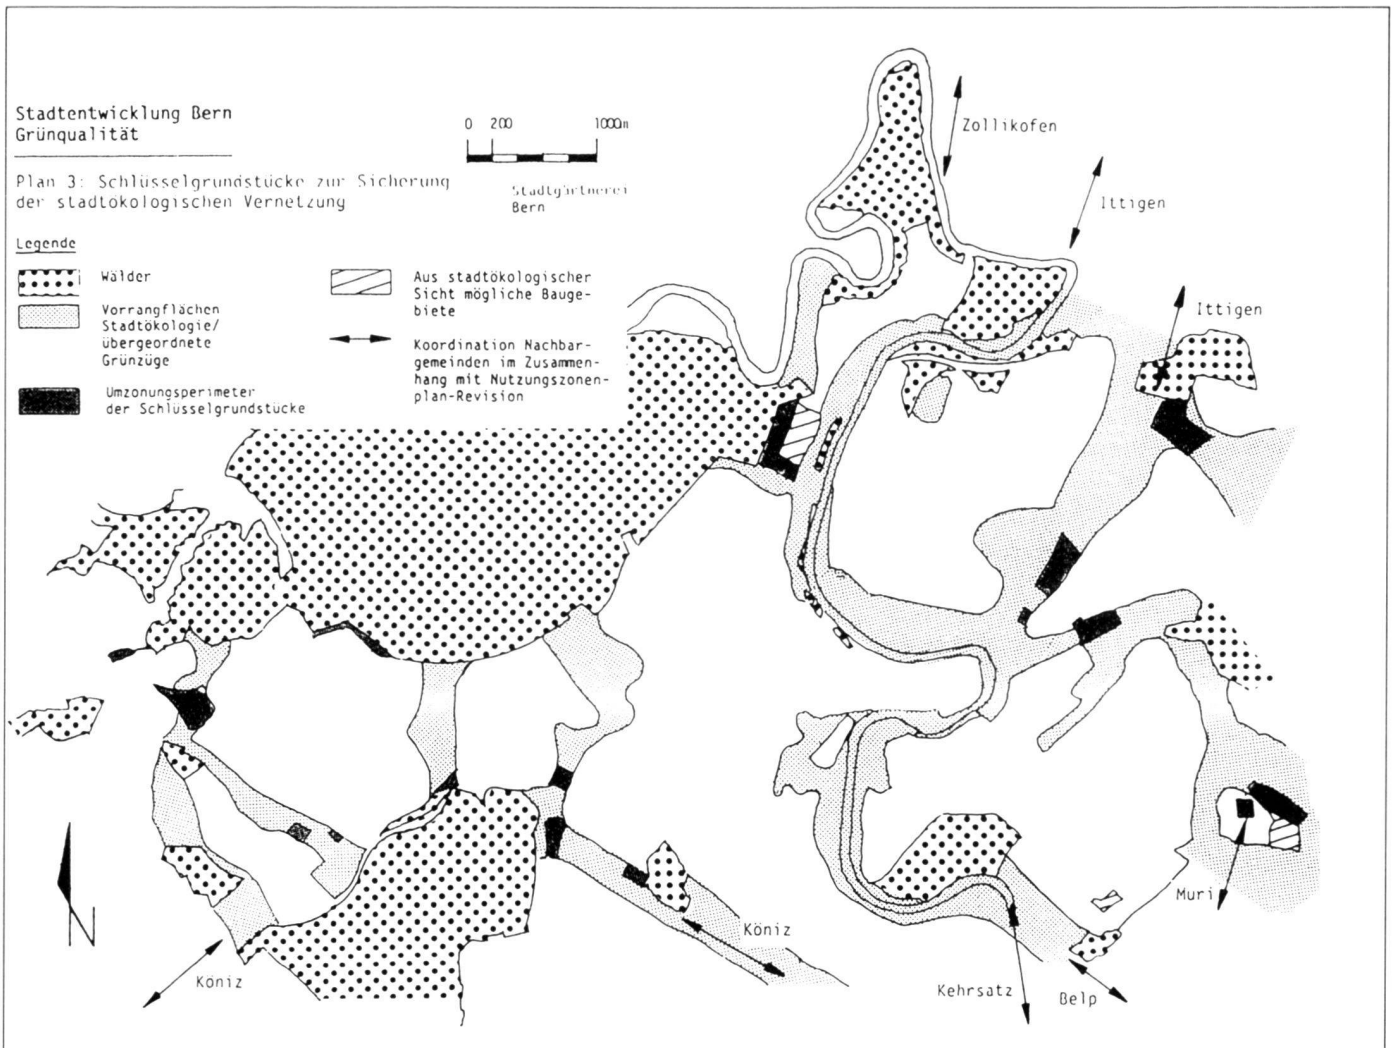 Stadtentwicklung Bern
Grünqualität
Plan 3: Schlüsselgrundstücke zur Sicherung
der stadtökologischen Vernetzung
0 200 1000m
Stadtgärtnerei
Bern
Legende
Wälder
Vorrangflächen
Stadtökologie/
übergeordnete
Grünzüge
Umzonungsperimeter
der Schlüsselgrundstücke
Aus stadtökologischer
Sicht mögliche Bauge-
biete
Koordination Nachbar-
gemeinden im Zusammen-
hang mit Nutzungszonen-
plan-Revision
Zollikofen
Ittigen
Ittigen
Muri
Köniz
Köniz
Kehrsatz
Belp
N